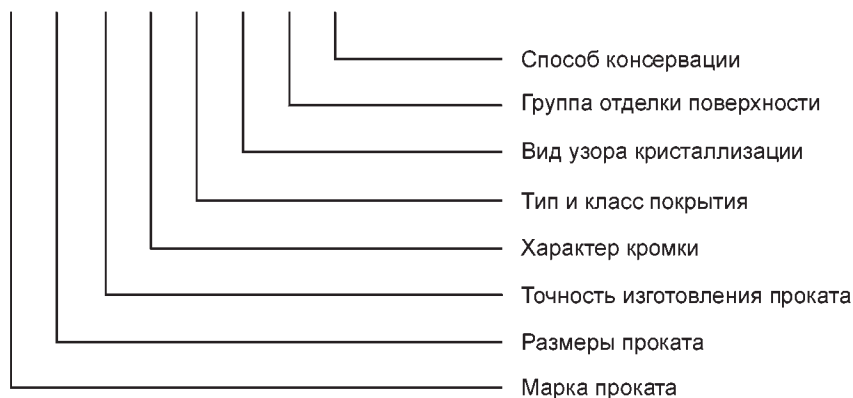 Способ консервации
Группа отделки поверхности
Вид узора кристаллизации
Тип и класс покрытия
Характер кромки
Точность изготовления проката
Размеры проката
Марка проката